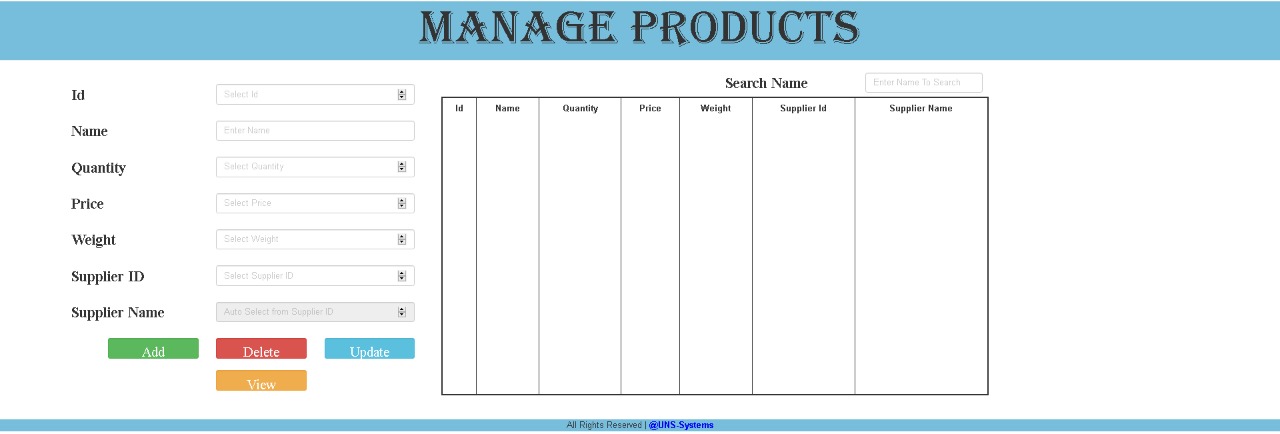 MANAGE PRODUCTS
Search Name Enter Name To Search
Id Select Id
Name Enter Name
Quantity Select Quantity
Price Select Price
Weight Select Weight
Supplier ID Select Supplier ID
Supplier Name Auto Select from Supplier ID
Add Delete Update
View
Id Name Quantity Price Weight Supplier Id Supplier Name
All Rights Reserved | @UNS-Systems